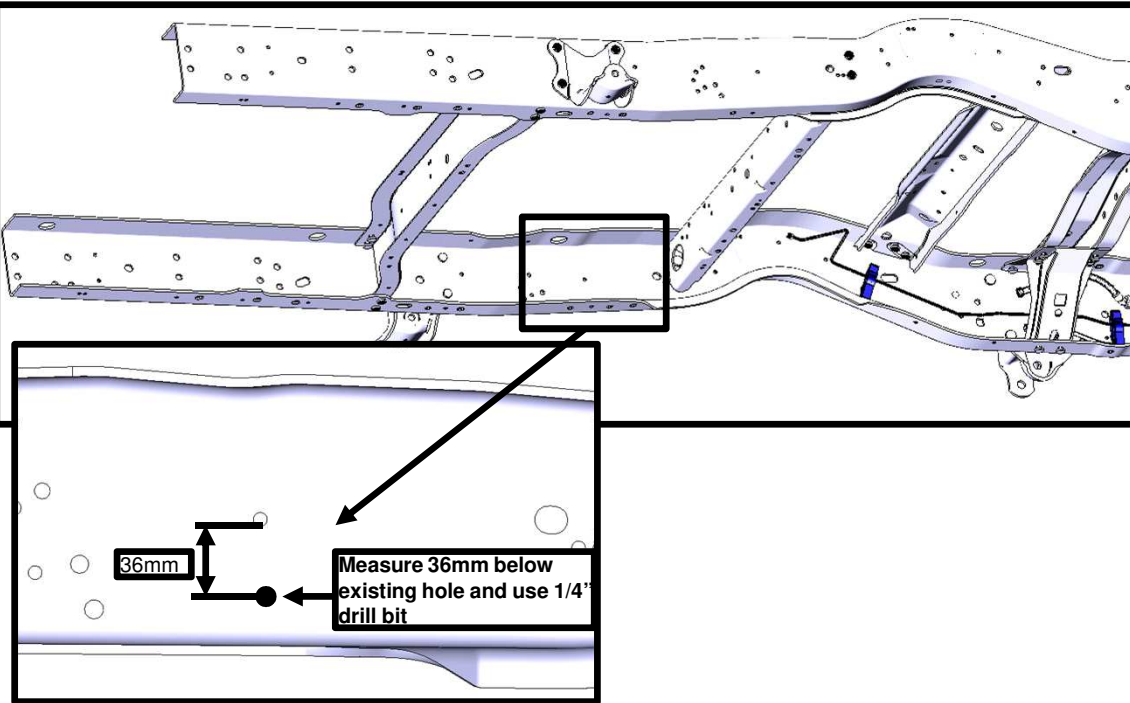 36mm
Measure 36mm below
existing hole and use 1/4”
drill bit